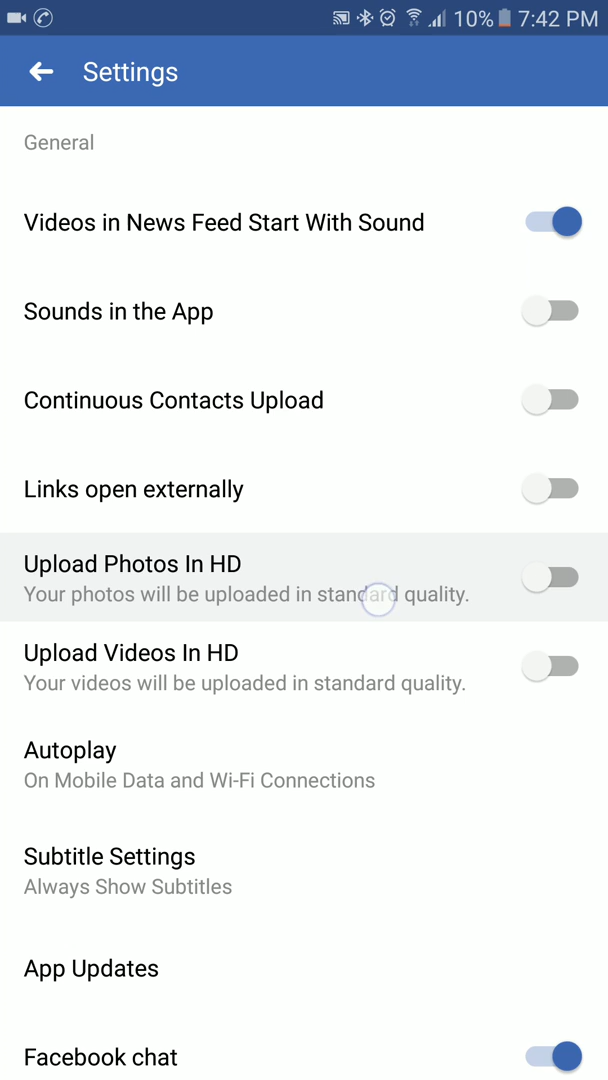 10% 7:42 PM
Settings
General
Videos in News Feed Start With Sound
Sounds in the App
Continuous Contacts Upload
Links open externally
Upload Photos In HD
Your photos will be uploaded in standard quality.
Upload Videos In HD
Your videos will be uploaded in standard quality.
Autoplay
On Mobile Data and Wi-Fi Connections
Subtitle Settings
Always Show Subtitles
App Updates
Facebook chat